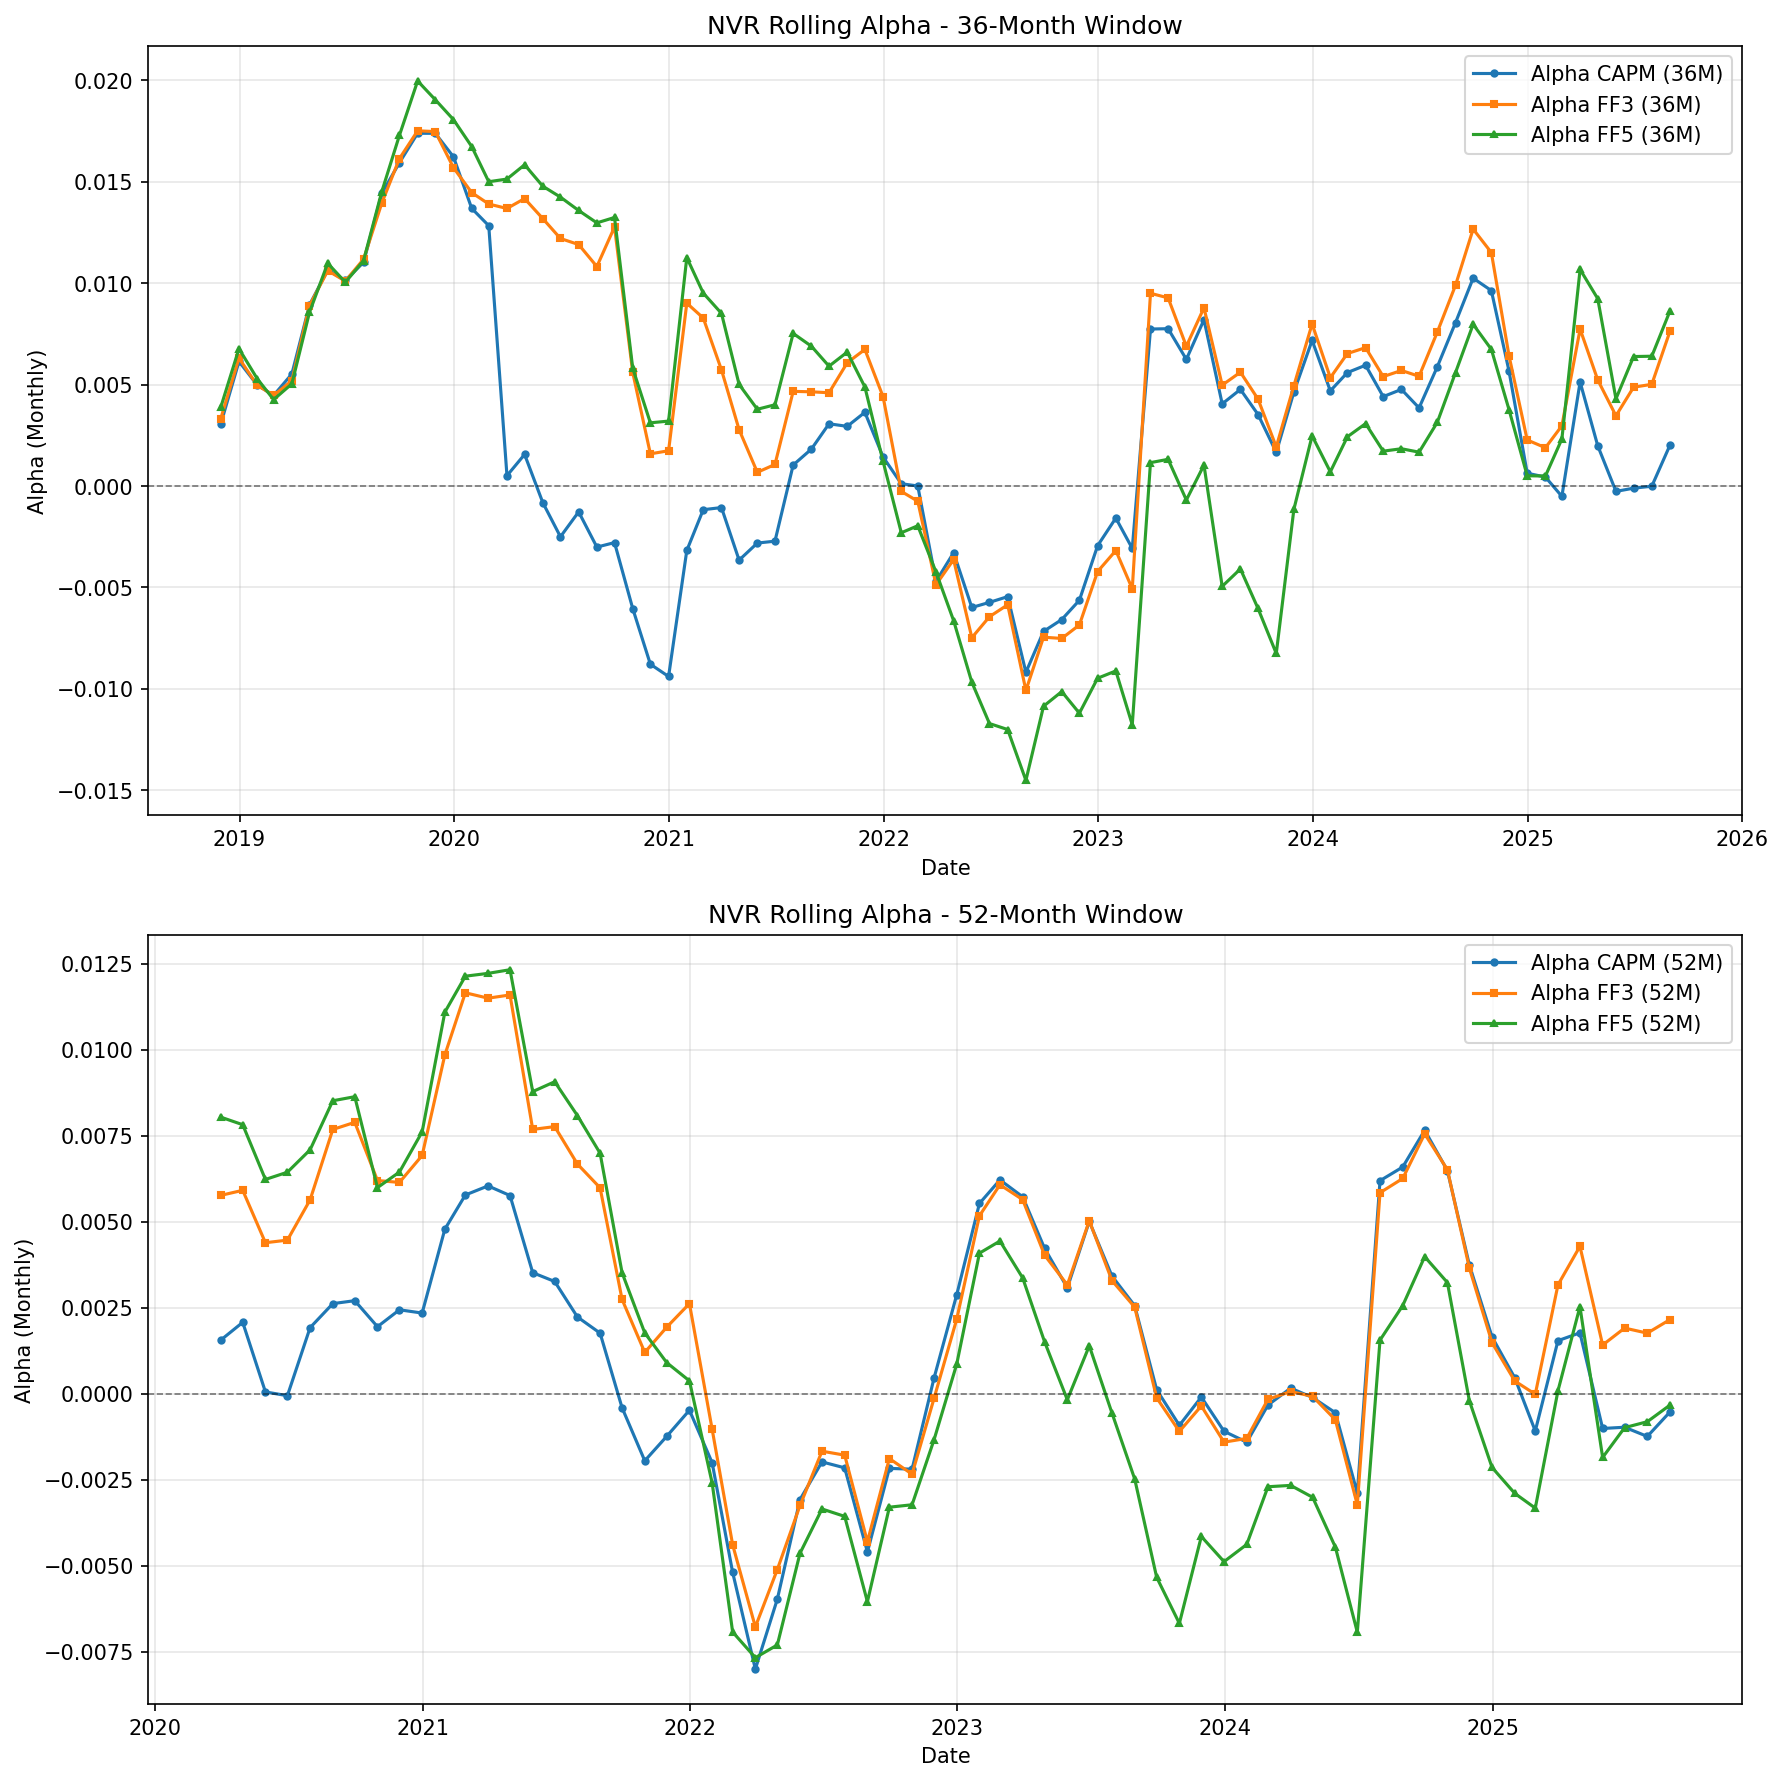 NVR Rolling Alpha - 36-Month Window
Alpha CAPM (36M)
Alpha FF3 (36M)
Alpha FF5 (36M)
Alpha (Monthly)
0.020
0.015
0.010
0.005
0.000
−0.005
−0.010
−0.015
2019 2020 2021 2022 2023 2024 2025 2026
Date
NVR Rolling Alpha - 52-Month Window
Alpha CAPM (52M)
Alpha FF3 (52M)
Alpha FF5 (52M)
Alpha (Monthly)
0.0125
0.0100
0.0075
0.0050
0.0025
0.0000
−0.0025
−0.0050
−0.0075
2020 2021 2022 2023 2024 2025
Date